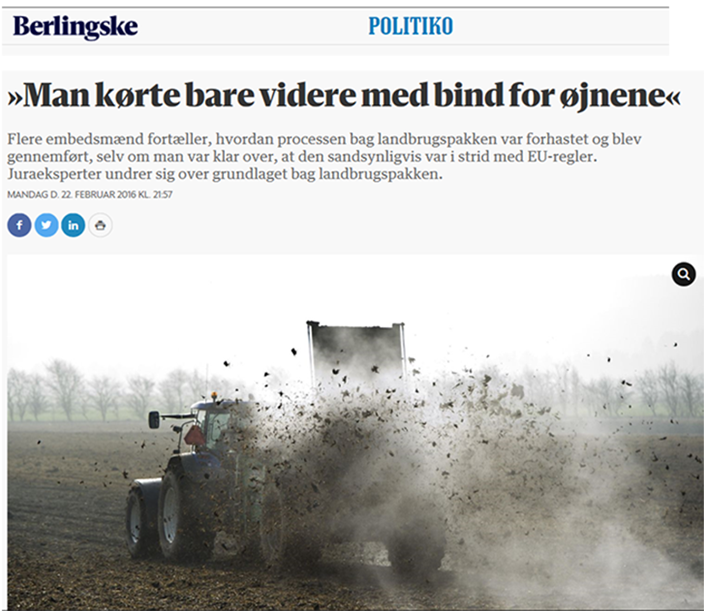 Berlingske
POLITIKO
»Man kørte bare videre med bind for øjnene«
Flere embedsmænd fortæller, hvordan processen bag landbrugspakken var forhastet og blev
gennemført, selv om man var klar over, at den sandsynligvis var i strid med EU-regler.
Juraeksperter undrer sig over grundlaget bag landbrugspakken.
MANDAG D. 22. FEBRUAR 2016 KL. 21:57